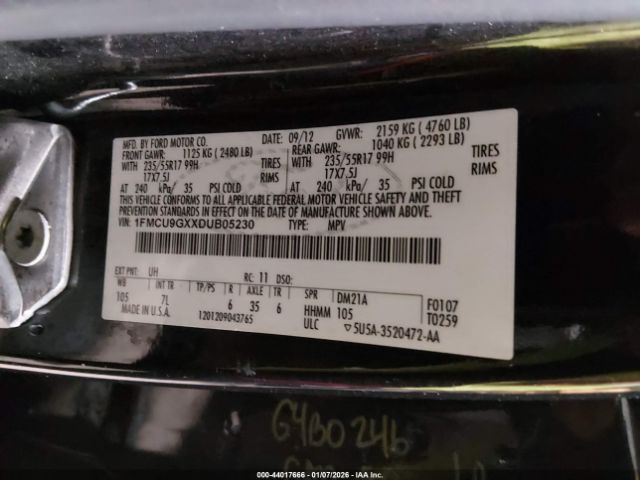 MFD. BY FORD MOTOR CO. DATE: 09/12 GVWR: 2159 KG ( 4760 LB)
FRONT GAWR: 1125 KG ( 2480 LB) REAR GAWR: 1040 KG ( 2293 LB)
WITH 235/55R17 99H TIRES WITH 235/55R17 99H TIRES
17X7.5J RIMS 17X7.5J RIMS
AT 240 kPa/ 35 PSI COLD AT 240 kPa/ 35 PSI COLD
THIS VEHICLE CONFORMS TO ALL APPLICABLE FEDERAL MOTOR VEHICLE SAFETY AND THEFT
PREVENTION STANDARDS IN EFFECT ON THE DATE OF MANUFACTURE SHOWN ABOVE.
VIN: 1FMCU9GXXDUB05230 TYPE: MPV
EXT PNT: UH RC: 11 DSO:
WB INT TR TP/PS R AXLE TR SPR DM21A F0107
105 7L 6 35 6 HHMM 105 T0259
MADE IN U.S.A. 1201209043765 ULC 5U5A-3520472-AA
G4B0246
000-44017666 - 01/07/2026 - IAAI.COM